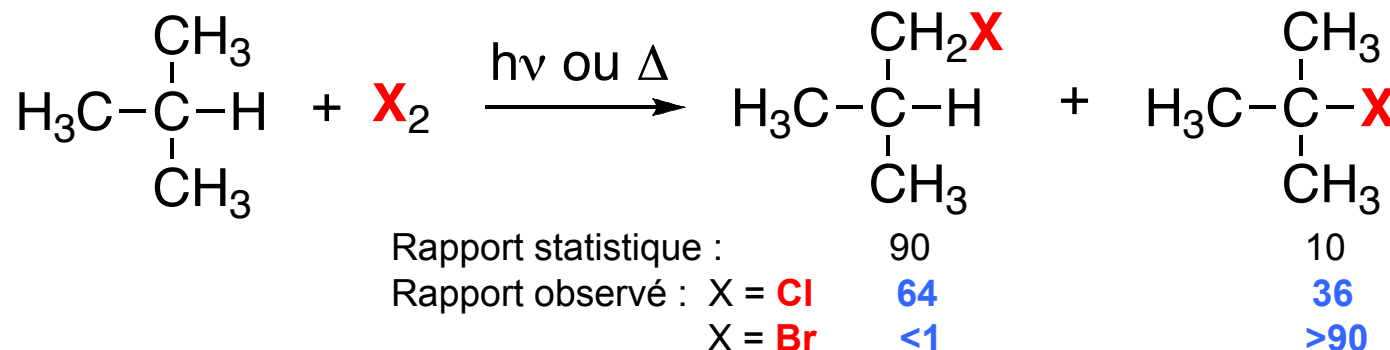 CH₃ CH₂X CH₃
hν ou Δ
H₃C–C–H + X₂ H₃C–C–H + H₃C–C–X
CH₃ CH₃ CH₃
Rapport statistique : 90 10
Rapport observé : X = Cl 64 36
X = Br <1 >90